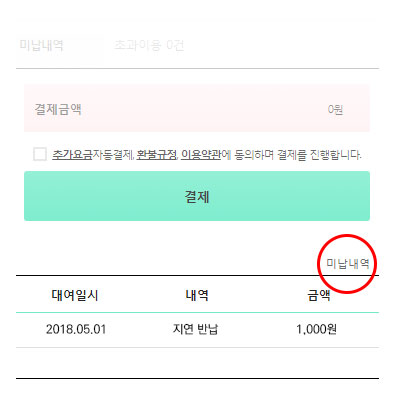 미납내역 초과이용 0건
결제금액 0원
추가요금자동결제, 환불규정, 이용약관에 동의하며 결제를 진행합니다.
결제
미납내역
대여일시 내역 금액
2018.05.01 지연 반납 1,000원